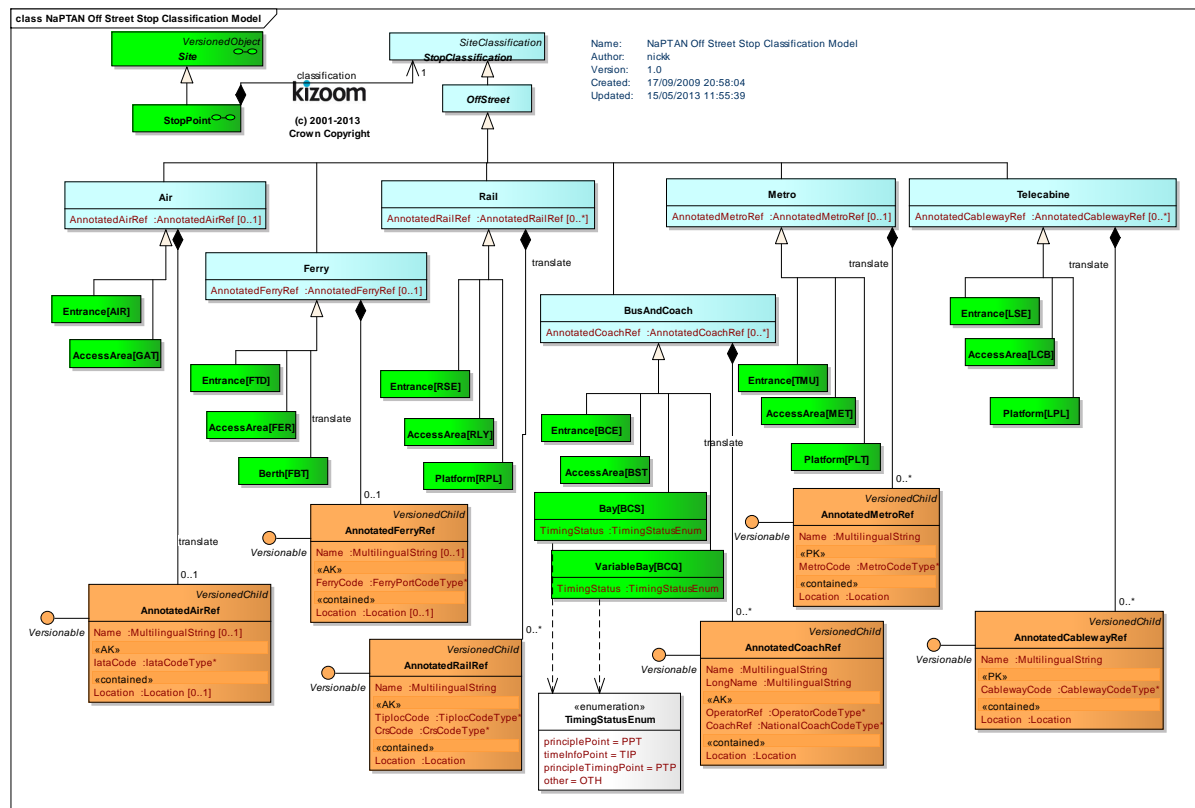 class NaPTAN Off Street Stop Classification Model
VersionedObject
Site
StopPoint
classification
1
kizoom
(c) 2001-2013
Crown Copyright
SiteClassification
StopClassification
OffStreet
Name: NaPTAN Off Street Stop Classification Model
Author: nickk
Version: 1.0
Created: 17/09/2009 20:58:04
Updated: 15/05/2013 11:55:39
Air
AnnotatedAirRef :AnnotatedAirRef [0..1]
Entrance[AIR]
AccessArea[GAT]
translate
0..1
Ferry
AnnotatedFerryRef :AnnotatedFerryRef [0..1]
Entrance[FTD]
AccessArea[FER]
Berth[FBT]
translate
0..1
Rail
AnnotatedRailRef :AnnotatedRailRef [0..*]
translate
Entrance[RSE]
AccessArea[RLY]
Platform[RPL]
0..*
BusAndCoach
AnnotatedCoachRef :AnnotatedCoachRef [0..*]
Entrance[BCE]
AccessArea[BST]
Bay[BCS]
TimingStatus :TimingStatusEnum
VariableBay[BCQ]
TimingStatus :TimingStatusEnum
translate
0..*
Metro
AnnotatedMetroRef :AnnotatedMetroRef [0..1]
translate
Entrance[TMU]
AccessArea[MET]
Platform[PLT]
0..*
Telecabine
AnnotatedCablewayRef :AnnotatedCablewayRef [0..*]
translate
Entrance[LSE]
AccessArea[LCB]
Platform[LPL]
0..*
VersionedChild
AnnotatedAirRef
Name :MultilingualString [0..1]
«AK»
IataCode :IataCodeType*
«contained»
Location :Location [0..1]
Versionable
VersionedChild
AnnotatedFerryRef
Name :MultilingualString [0..1]
«AK»
FerryCode :FerryPortCodeType*
«contained»
Location :Location [0..1]
Versionable
VersionedChild
AnnotatedRailRef
Name :MultilingualString
«AK»
TiplocCode :TiplocCodeType*
CrsCode :CrsCodeType*
«contained»
Location :Location
Versionable
«enumeration»
TimingStatusEnum
principlePoint = PPT
timeInfoPoint = TIP
principleTimingPoint = PTP
other = OTH
VersionedChild
AnnotatedCoachRef
Name :MultilingualString
LongName :MultilingualString
«AK»
OperatorRef :OperatorCodeType*
CoachRef :NationalCoachCodeType*
«contained»
Location :Location
Versionable
VersionedChild
AnnotatedMetroRef
Name :MultilingualString
«PK»
MetroCode :MetroCodeType*
«contained»
Location :Location
Versionable
VersionedChild
AnnotatedCablewayRef
Name :MultilingualString
«PK»
CablewayCode :CablewayCodeType*
«contained»
Location :Location
Versionable